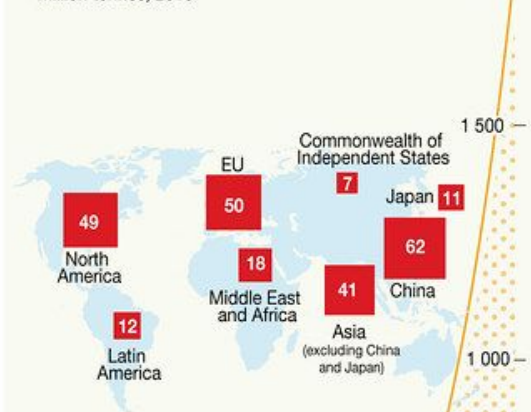 1 500
Commonwealth of
Independent States
7
EU
50
Japan 11
49
North
America
62
China
18
Middle East
and Africa
41
Asia
(excluding China
and Japan)
12
Latin
America
1 000